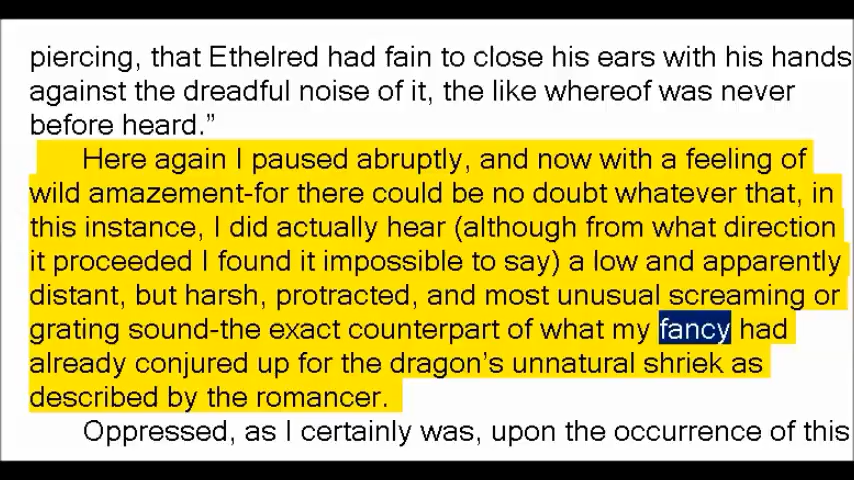 piercing, that Ethelred had fain to close his ears with his hands
against the dreadful noise of it, the like whereof was never
before heard.”
Here again I paused abruptly, and now with a feeling of
wild amazement-for there could be no doubt whatever that, in
this instance, I did actually hear (although from what direction
it proceeded I found it impossible to say) a low and apparently
distant, but harsh, protracted, and most unusual screaming or
grating sound-the exact counterpart of what my fancy had
already conjured up for the dragon’s unnatural shriek as
described by the romancer.
Oppressed, as I certainly was, upon the occurrence of this